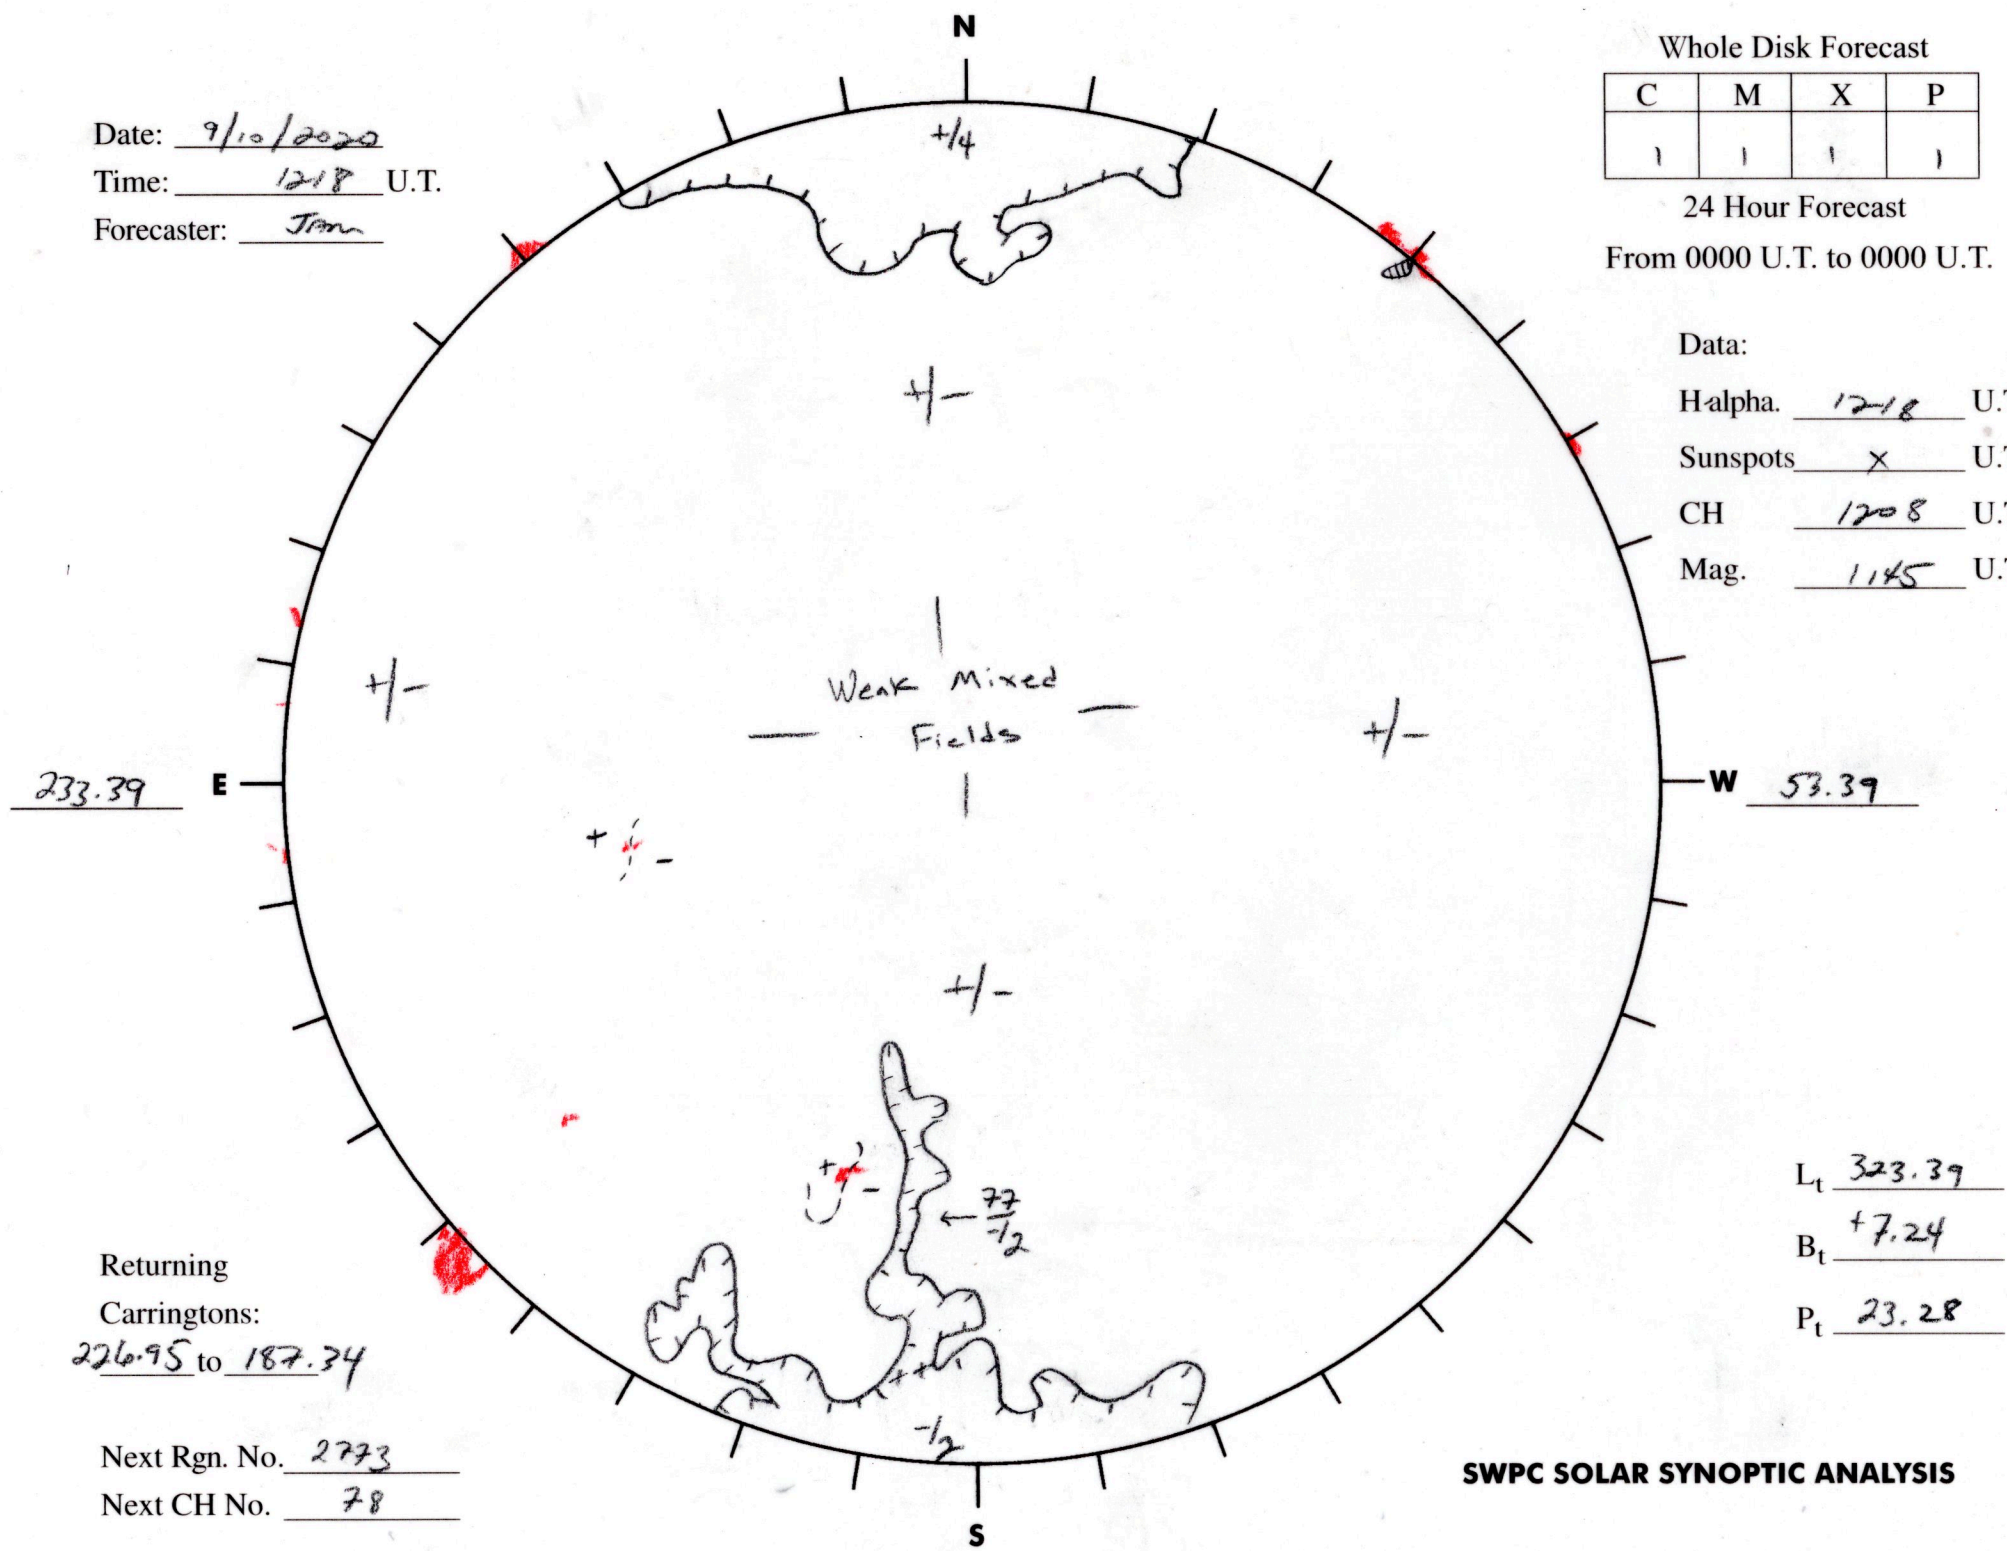 N
Date: 9/10/2020
Time: 1218 U.T.
Forecaster:
Whole Disk Forecast
C M X P
1 1 1 1
24 Hour Forecast
From 0000 U.T. to 0000 U.T.
+/4
Data:
H-alpha. 1218 U.T
Sunspots X U.T
CH 1208 U.T
Mag. 1145 U.T
+/-
+/-
Weak Mixed
Fields
+/-
233.39 E
W 53.39
+ -
+/-
+ -
77
-/2
Lt 323.39
Bt +7.24
Pt 23.28
Returning
Carringtons:
226.95 to 187.34
++
-/2
Next Rgn. No. 2773
Next CH No. 78
SWPC SOLAR SYNOPTIC ANALYSIS
S